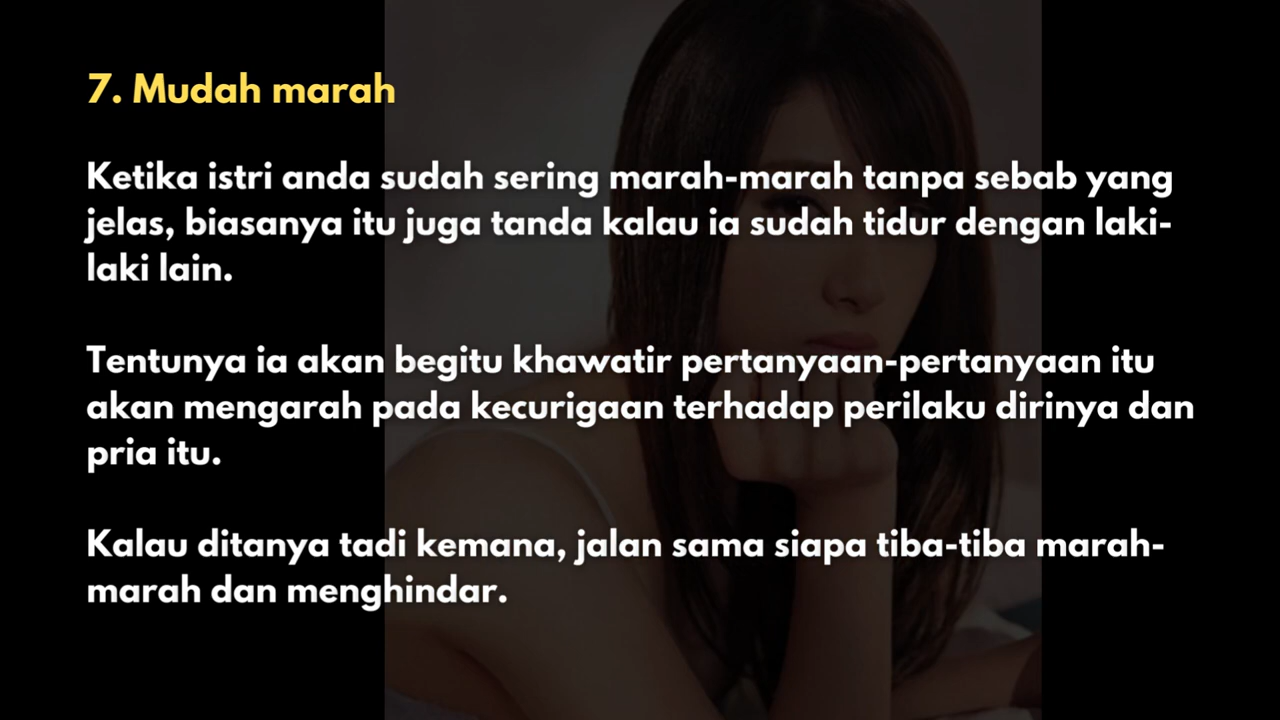 7. Mudah marah
Ketika istri anda sudah sering marah-marah tanpa sebab yang
jelas, biasanya itu juga tanda kalau ia sudah tidur dengan laki-
laki lain.
Tentunya ia akan begitu khawatir pertanyaan-pertanyaan itu
akan mengarah pada kecurigaan terhadap perilaku dirinya dan
pria itu.
Kalau ditanya tadi kemana, jalan sama siapa tiba-tiba marah-
marah dan menghindar.